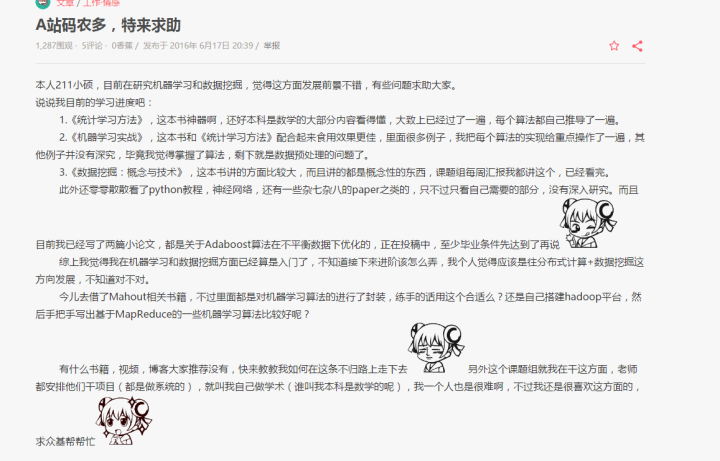 文章 / 工作·情感
A站码农多，特来求助
1,287围观 · 5评论 · 0香蕉 / 发布于 2016年 6月17日 20:39 / 举报
本人211小硕，目前在研究机器学习和数据挖掘，觉得这方面发展前景不错，有些问题求助大家。
说说我目前的学习进度吧：
1.《统计学习方法》，这本书神器啊，还好本科是数学的大部分内容看得懂，大致上已经过了一遍，每个算法都自己推导了一遍。
2.《机器学习实战》，这本书和《统计学习方法》配合起来食用效果更佳，里面很多例子，我把每个算法的实现给重点操作了一遍，其
他例子并没有深究，毕竟我觉得掌握了算法，剩下就是数据预处理的问题了。
3.《数据挖掘：概念与技术》，这本书讲的方面比较大，而且讲的都是概念性的东西，课题组每周汇报我都讲这个，已经看完。
此外还零零散散看了python教程，神经网络，还有一些杂七杂八的paper之类的，只不过只看自己需要的部分，没有深入研究。而且
目前我已经写了两篇小论文，都是关于Adaboost算法在不平衡数据下优化的，正在投稿中，至少毕业条件先达到了再说
综上我觉得我在机器学习和数据挖掘方面已经算是入门了，不知道接下来进阶该怎么弄，我个人觉得应该是往分布式计算+数据挖掘这
方向发展，不知道对不对。
今儿去借了Mahout相关书籍，不过里面都是对机器学习算法的进行了封装，练手的话用这个合适么？还是自己搭建hadoop平台，然
后手把手写出基于MapReduce的一些机器学习算法比较好呢？
有什么书籍，视频，博客大家推荐没有，快来教教我如何在这条不归路上走下去 另外这个课题组就我在干这方面，老师
都安排他们干项目（都是做系统的），就叫我自己做学术（谁叫我本科是数学的呢），我一个人也是很难啊，不过我还是很喜欢这方面的，
求众基帮帮忙